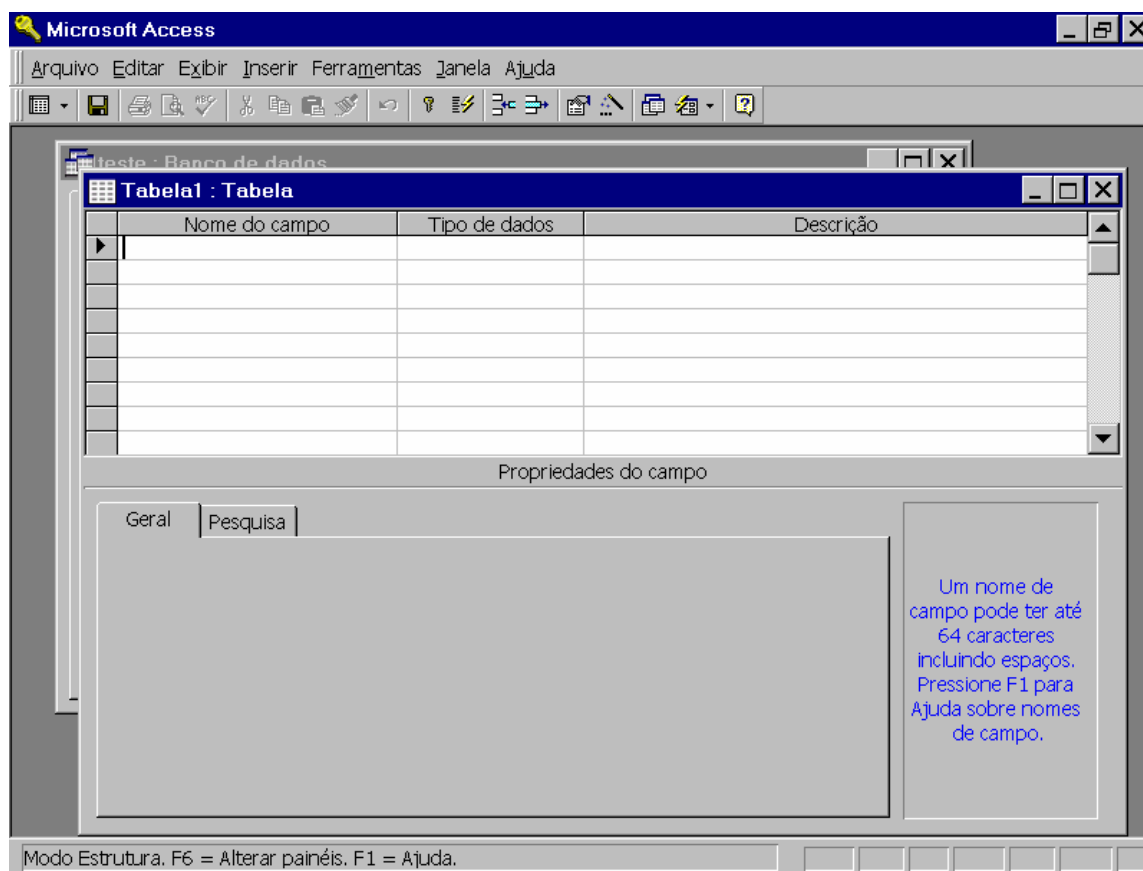 Microsoft Access
Arquivo Editar Exibir Inserir Ferramentas Janela Ajuda
teste : Banco de dados
Tabela1 : Tabela
Nome do campo Tipo de dados Descrição
Propriedades do campo
Geral Pesquisa
Um nome de
campo pode ter até
64 caracteres
incluindo espaços.
Pressione F1 para
Ajuda sobre nomes
de campo.
Modo Estrutura. F6 = Alterar painéis. F1 = Ajuda.